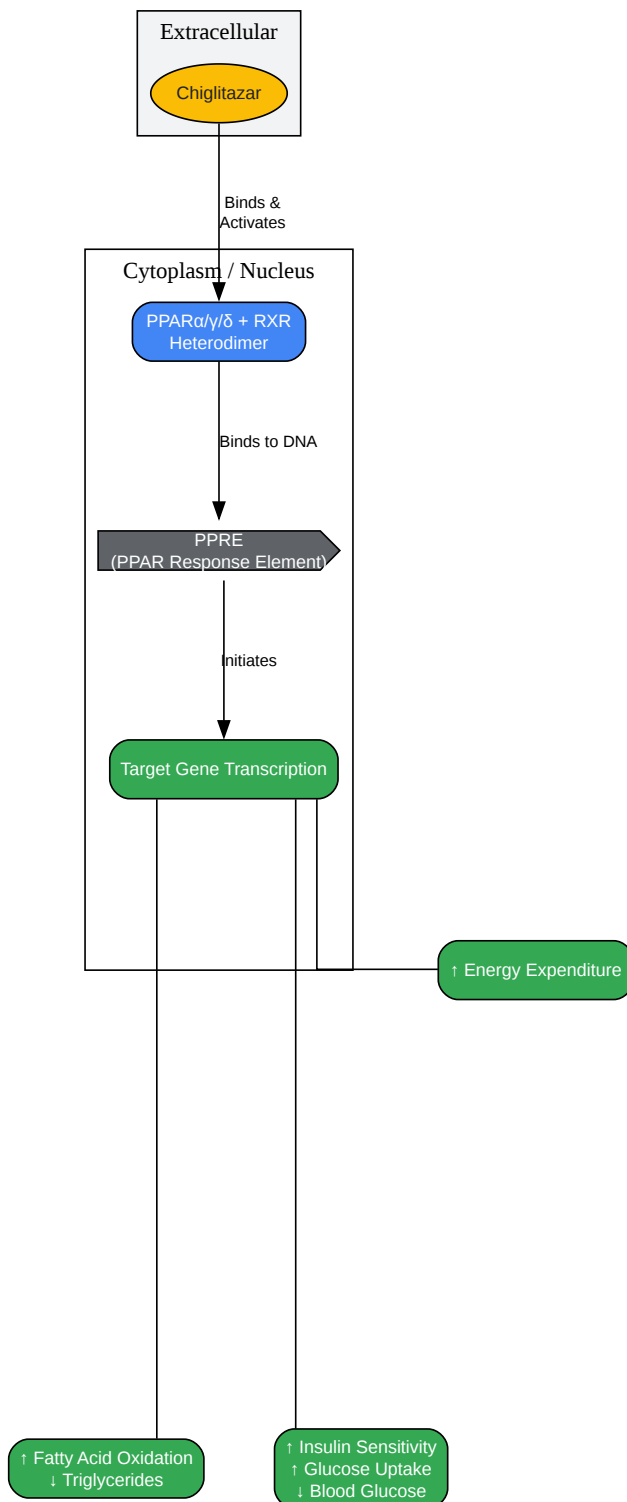 Extracellular
Chiglitazar
Binds &
Activates
Cytoplasm / Nucleus
PPARα/γ/δ + RXR
Heterodimer
Binds to DNA
PPRE
(PPAR Response Element)
Initiates
Target Gene Transcription
↑ Energy Expenditure
↑ Fatty Acid Oxidation
↓ Triglycerides
↑ Insulin Sensitivity
↑ Glucose Uptake
↓ Blood Glucose